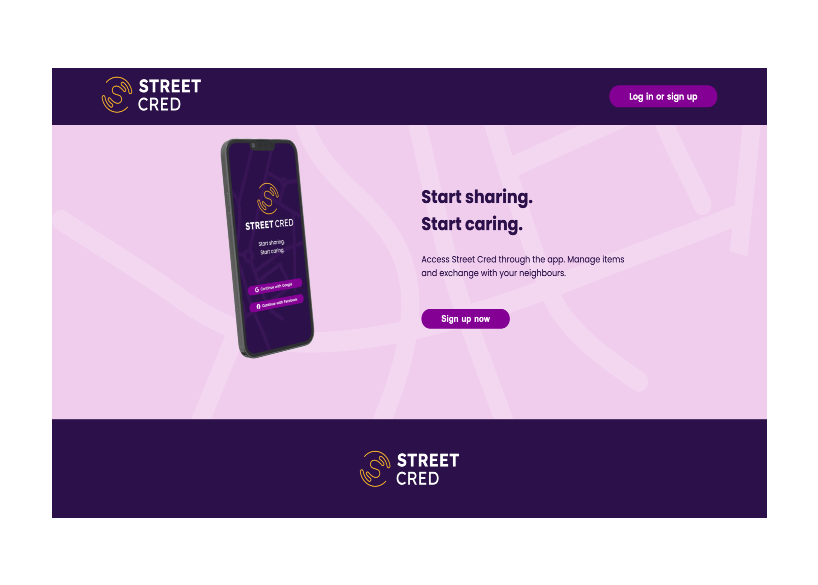 STREET
CRED
Log in or sign up
STREET CRED
Start sharing.
Start caring.
Continue with Google
Continue with Facebook
Start sharing.
Start caring.
Access Street Cred through the app. Manage items
and exchange with your neighbours.
Sign up now
STREET
CRED